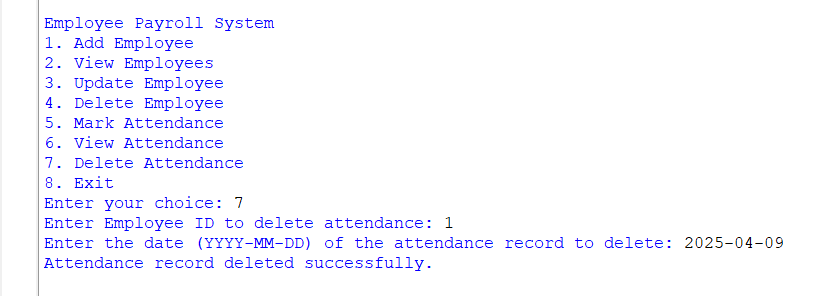 Employee Payroll System
1. Add Employee
2. View Employees
3. Update Employee
4. Delete Employee
5. Mark Attendance
6. View Attendance
7. Delete Attendance
8. Exit
Enter your choice: 7
Enter Employee ID to delete attendance: 1
Enter the date (YYYY-MM-DD) of the attendance record to delete: 2025-04-09
Attendance record deleted successfully.